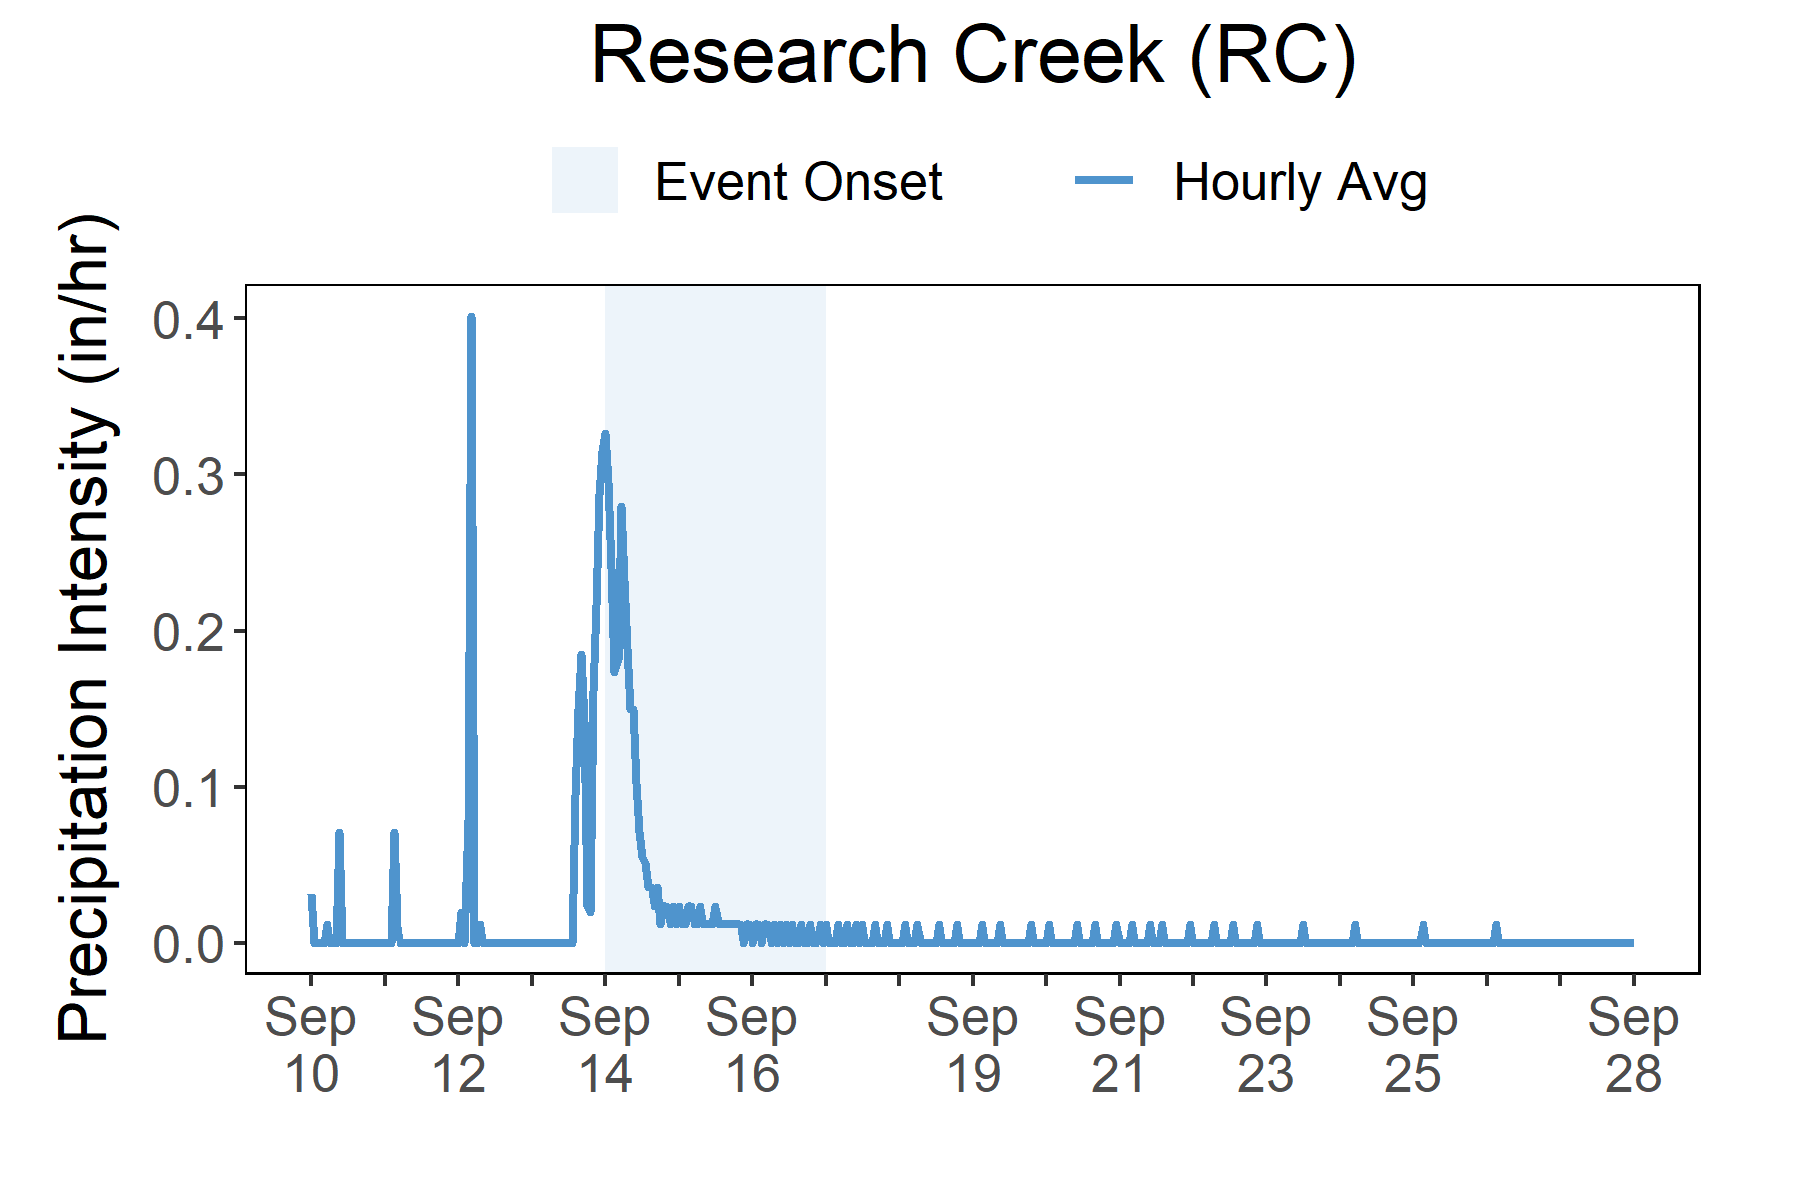 Research Creek (RC)
Event Onset
Hourly Avg
Precipitation Intensity (in/hr)
0.4
0.3
0.2
0.1
0.0
Sep 10
Sep 12
Sep 14
Sep 16
Sep 19
Sep 21
Sep 23
Sep 25
Sep 28